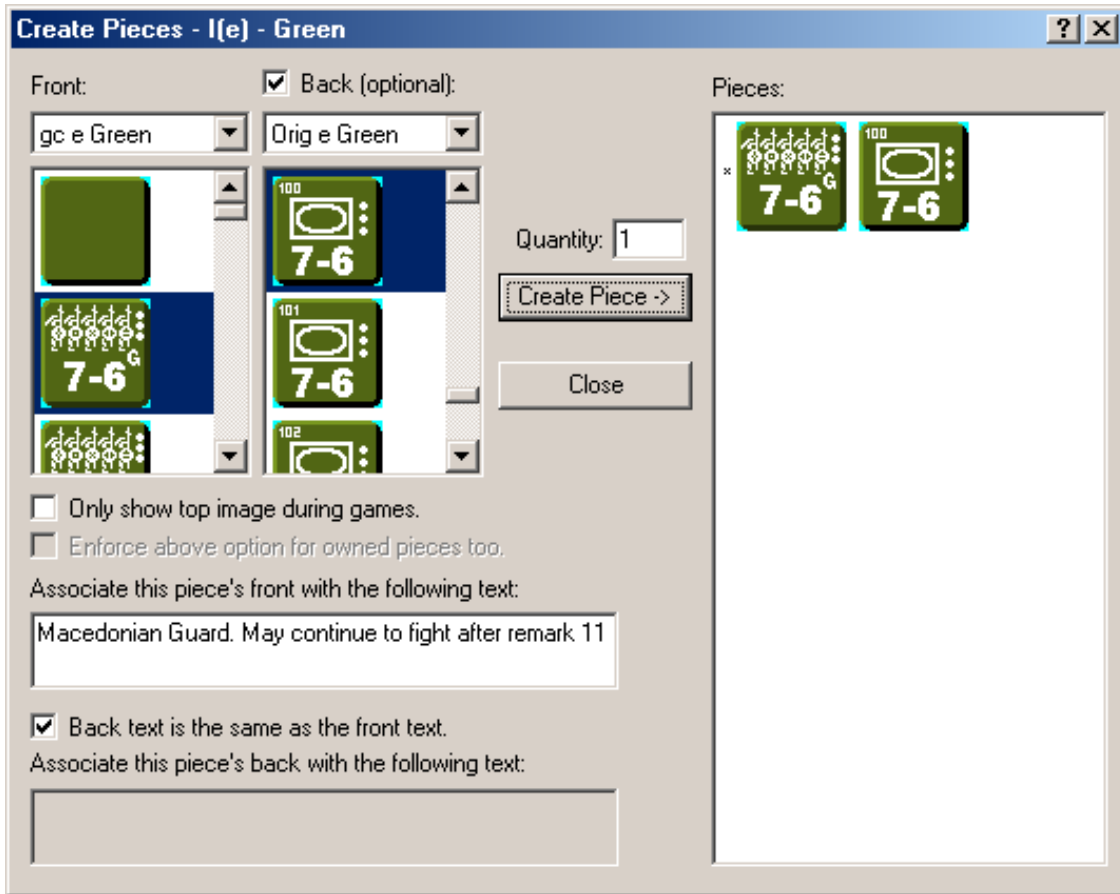 Create Pieces - I(e) - Green
Front:
Back (optional):
Pieces:
gc e Green
Orig e Green
100
7-6
7-6 G
101
7-6
102
Quantity: 1
Create Piece ->
Close
7-6 G
100
7-6
Only show top image during games.
Enforce above option for owned pieces too.
Associate this piece's front with the following text:
Macedonian Guard. May continue to fight after remark 11
Back text is the same as the front text.
Associate this piece's back with the following text: